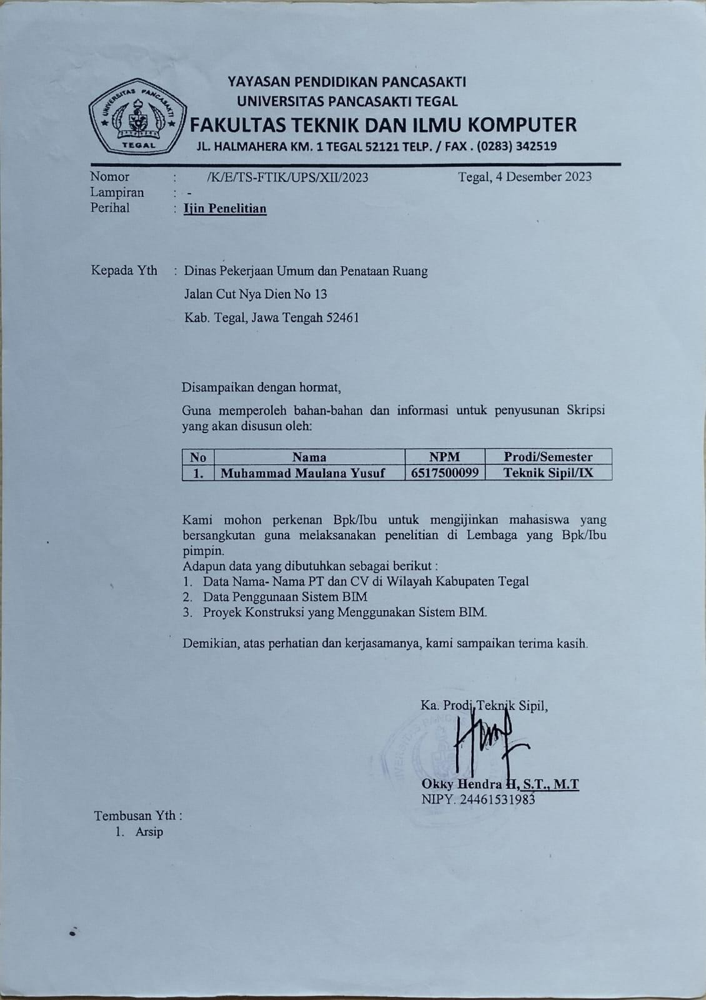 YAYASAN PENDIDIKAN PANCASAKTI
UNIVERSITAS PANCASAKTI TEGAL
FAKULTAS TEKNIK DAN ILMU KOMPUTER
JL. HALMAHERA KM. 1 TEGAL 52121 TELP. / FAX . (0283) 342519
UNIVERSITAS PANCASAKTI
TEGAL
Nomor : /K/E/TS-FTIK/UPS/XII/2023 Tegal, 4 Desember 2023
Lampiran : -
Perihal : Ijin Penelitian
Kepada Yth : Dinas Pekerjaan Umum dan Penataan Ruang
Jalan Cut Nya Dien No 13
Kab. Tegal, Jawa Tengah 52461
Disampaikan dengan hormat,
Guna memperoleh bahan-bahan dan informasi untuk penyusunan Skripsi
yang akan disusun oleh:
No Nama NPM Prodi/Semester
1. Muhammad Maulana Yusuf 6517500099 Teknik Sipil/IX
Kami mohon perkenan Bpk/Ibu untuk mengijinkan mahasiswa yang
bersangkutan guna melaksanakan penelitian di Lembaga yang Bpk/Ibu
pimpin.
Adapun data yang dibutuhkan sebagai berikut :
1. Data Nama- Nama PT dan CV di Wilayah Kabupaten Tegal
2. Data Penggunaan Sistem BIM
3. Proyek Konstruksi yang Menggunakan Sistem BIM.
Demikian, atas perhatian dan kerjasamanya, kami sampaikan terima kasih.
Ka. Prodi Teknik Sipil,
Okky Hendra H, S.T., M.T
NIPY. 24461531983
Tembusan Yth :
1. Arsip